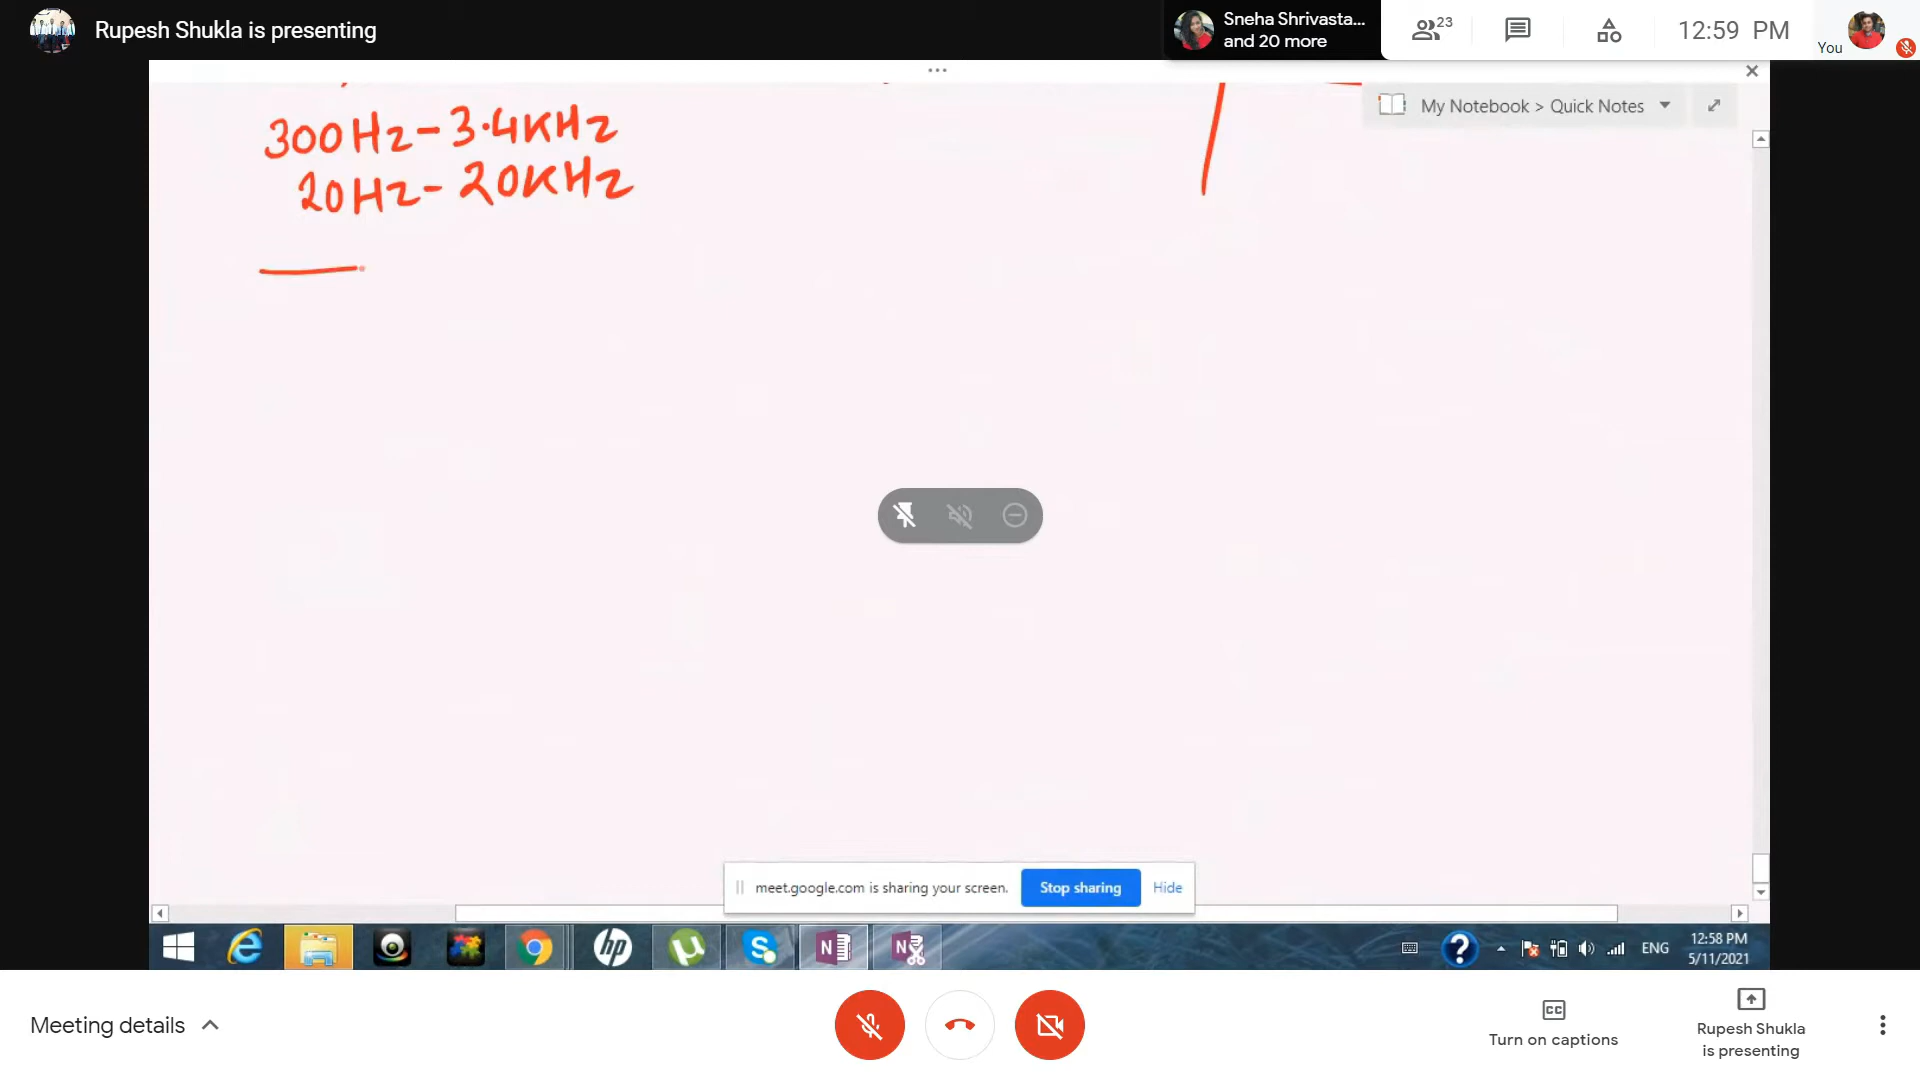 Rupesh Shukla is presenting
Sneha Shrivasta...
and 20 more
23
12:59 PM
You
My Notebook > Quick Notes
300Hz-3.4KHz
20Hz-20KHz
meet.google.com is sharing your screen.
Stop sharing
Hide
hp
ENG
12:58 PM
5/11/2021
Meeting details
Turn on captions
Rupesh Shukla
is presenting